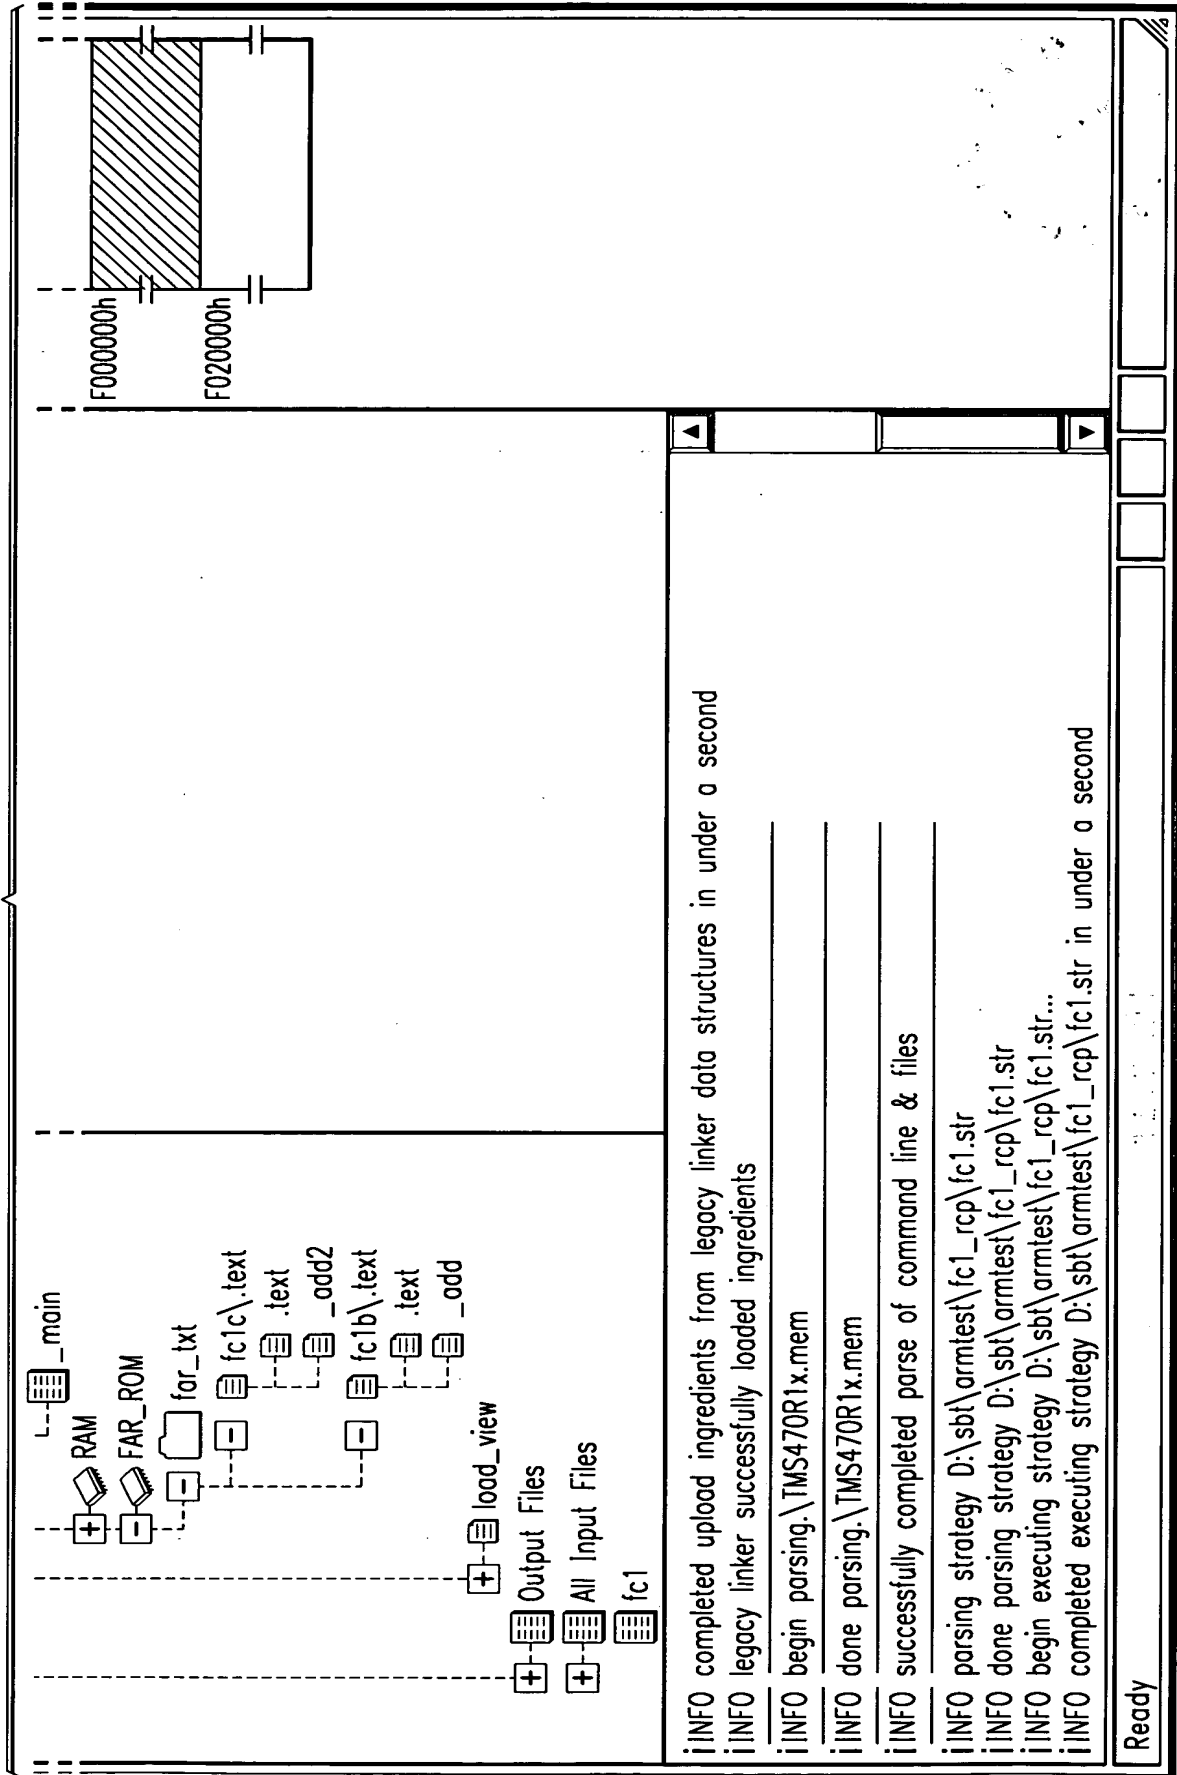 _main
RAM
FAR_ROM
far_txt
fc1c\.text
.text
_add2
fc1b\.text
.text
_add
load_view
Output Files
All Input Files
fc1
F000000h
F020000h
i INFO completed upload ingredients from legacy linker data structures in under a second
i INFO legacy linker successfully loaded ingredients
i INFO begin parsing.\TMS470R1x.mem
i INFO done parsing.\TMS470R1x.mem
i INFO successfully completed parse of command line & files
i INFO parsing strategy D:\sbt\armtest\fc1_rcp\fc1.str
i INFO done parsing strategy D:\sbt\armtest\fc1_rcp\fc1.str
i INFO begin executing strategy D:\sbt\armtest\fc1_rcp\fc1.str...
i INFO completed executing strategy D:\sbt\armtest\fc1_rcp\fc1.str in under a second
Ready